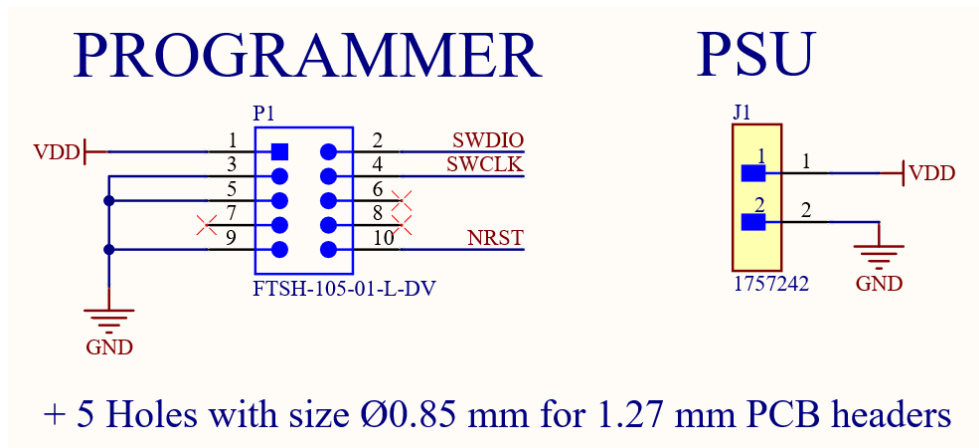 PROGRAMMER
PSU
P1
J1
VDD
1
2
SWDIO
3
4
SWCLK
5
6
7
8
9
10
NRST
FTSH-105-01-L-DV
GND
1
1
VDD
2
2
1757242
GND
+ 5 Holes with size Ø0.85 mm for 1.27 mm PCB headers